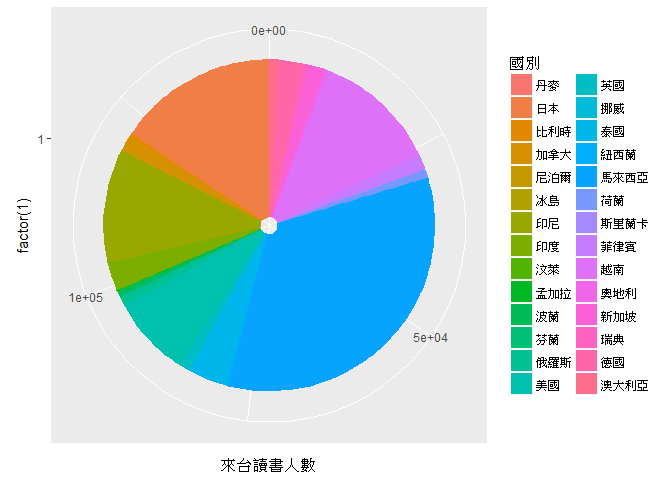 0e+00
1
factor(1)
1e+05
5e+04
來台讀書人數
國別
丹麥
日本
比利時
加拿大
尼泊爾
冰島
印尼
印度
汶萊
孟加拉
波蘭
芬蘭
俄羅斯
美國
英國
挪威
泰國
紐西蘭
馬來西亞
荷蘭
斯里蘭卡
菲律賓
越南
奧地利
新加坡
瑞典
德國
澳大利亞